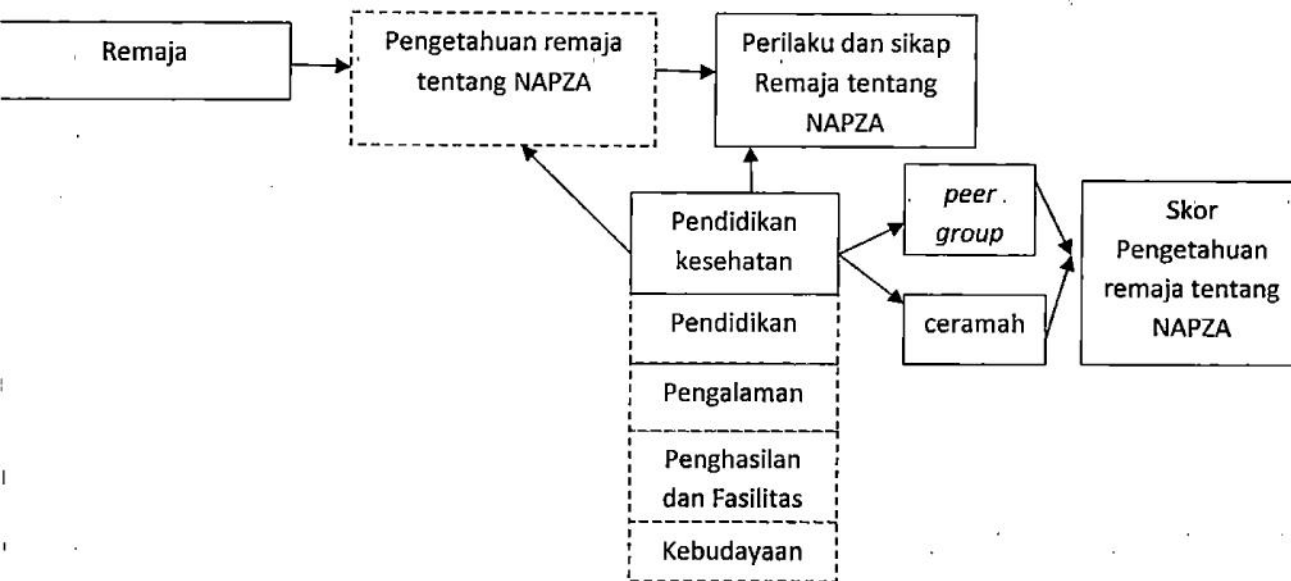 Remaja
Pengetahuan remaja
tentang NAPZA
Perilaku dan sikap
Remaja tentang
NAPZA
Pendidikan
kesehatan
Pendidikan
Pengalaman
Penghasilan
dan Fasilitas
Kebudayaan
peer
group
ceramah
Skor
Pengetahuan
remaja tentang
NAPZA